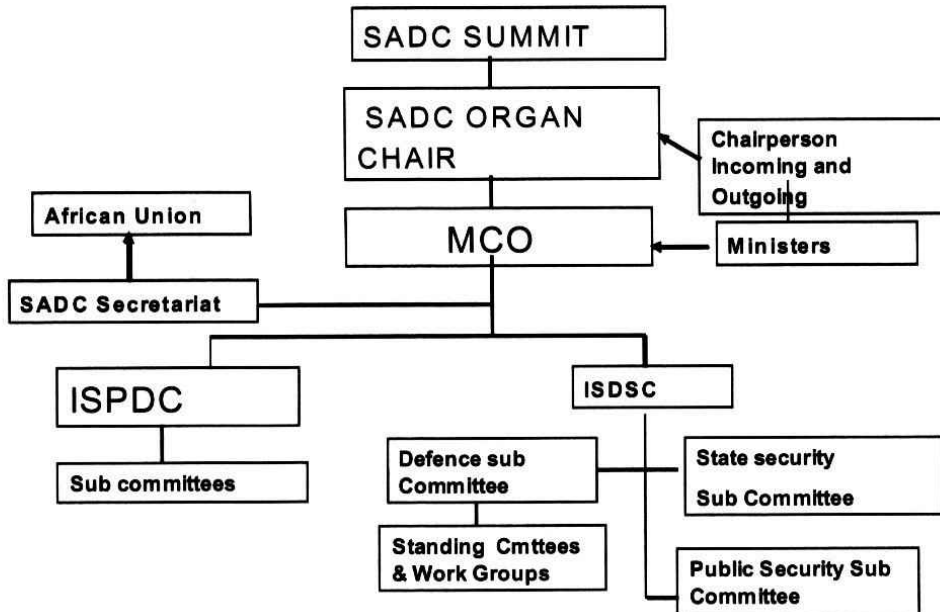 SADC SUMMIT
SADC ORGAN
CHAIR
Chairperson
Incoming and
Outgoing
African Union
MCO
Ministers
SADC Secretariat
ISPDC
ISDSC
Sub committees
Defence sub
Committee
State security
Sub Committee
Standing Cmttees
& Work Groups
Public Security Sub
Committee